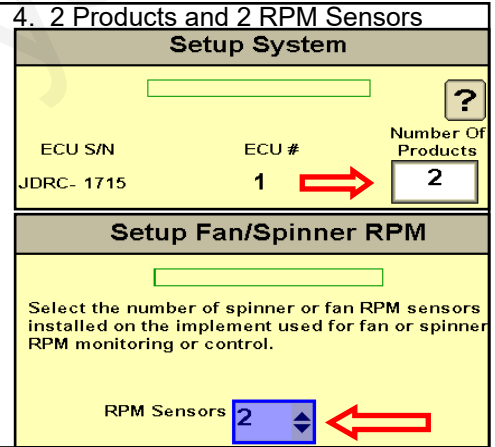 4. 2 Products and 2 RPM Sensors
Setup System
?
Number Of
ECU S/N ECU # Products
JDRC- 1715 1 2
Setup Fan/Spinner RPM
Select the number of spinner or fan RPM sensors
installed on the implement used for fan or spinner
RPM monitoring or control.
RPM Sensors 2